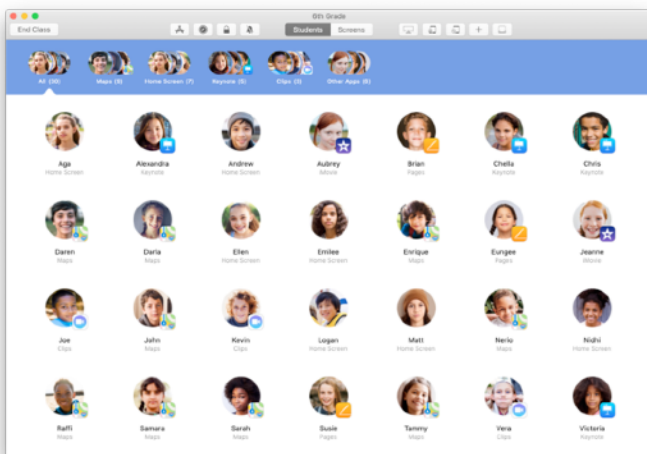 6th Grade
End Class
Students Screens
All (30) Maps (9) Home Screen (7) Keynote (5) Clips (3) Other Apps (6)
Aga Alexandra Andrew Aubrey Brian Chella Chris
Home Screen Keynote Home Screen iMovie Pages Keynote Keynote
Daren Darla Ellen Emilee Enrique Eungee Jeanne
Maps Maps Home Screen Home Screen Maps Pages iMovie
Joe John Kevin Logan Matt Nerio Nidhi
Clips Maps Clips Home Screen Home Screen Maps Home Screen
Raffi Samara Sarah Susie Tammy Vera Victoria
Maps Maps Maps Pages Maps Clips Keynote